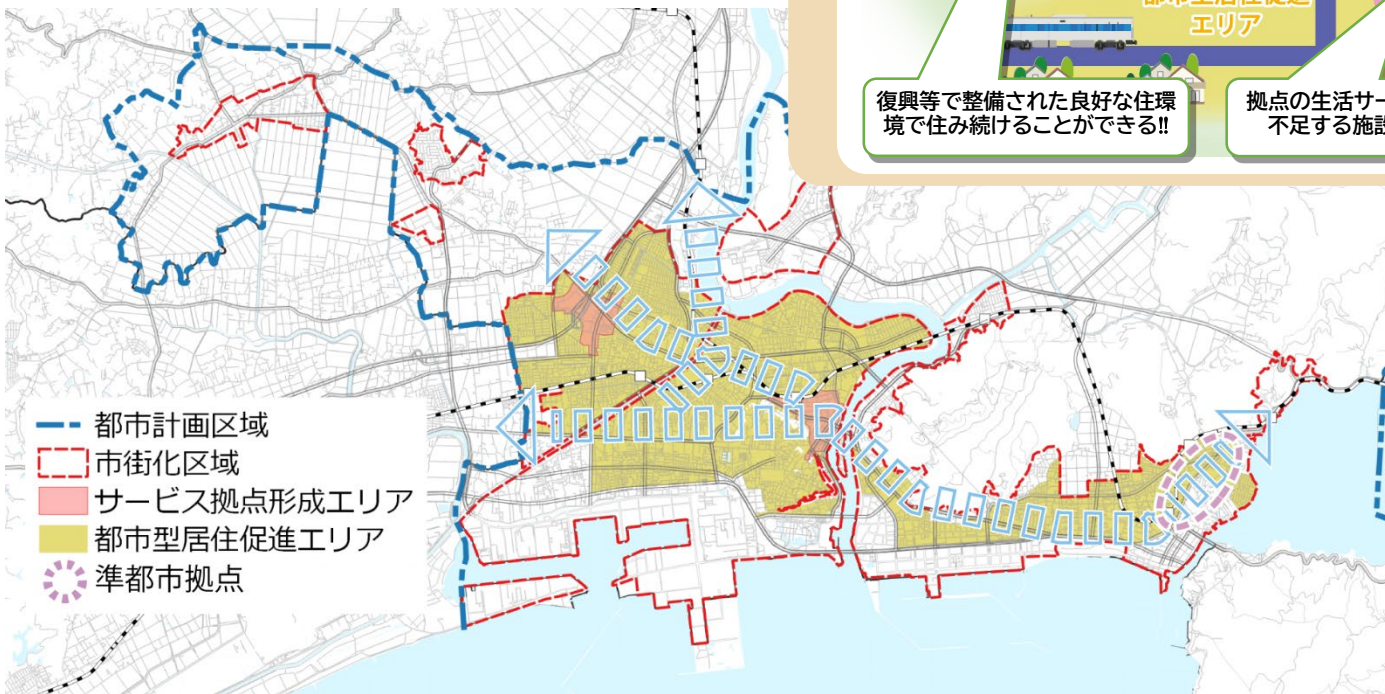 エリア
復興等で整備された良好な住環
境で住み続けることができる!!
拠点の生活サー
不足する施設
都市計画区域
市街化区域
サービス拠点形成エリア
都市型居住促進エリア
準都市拠点